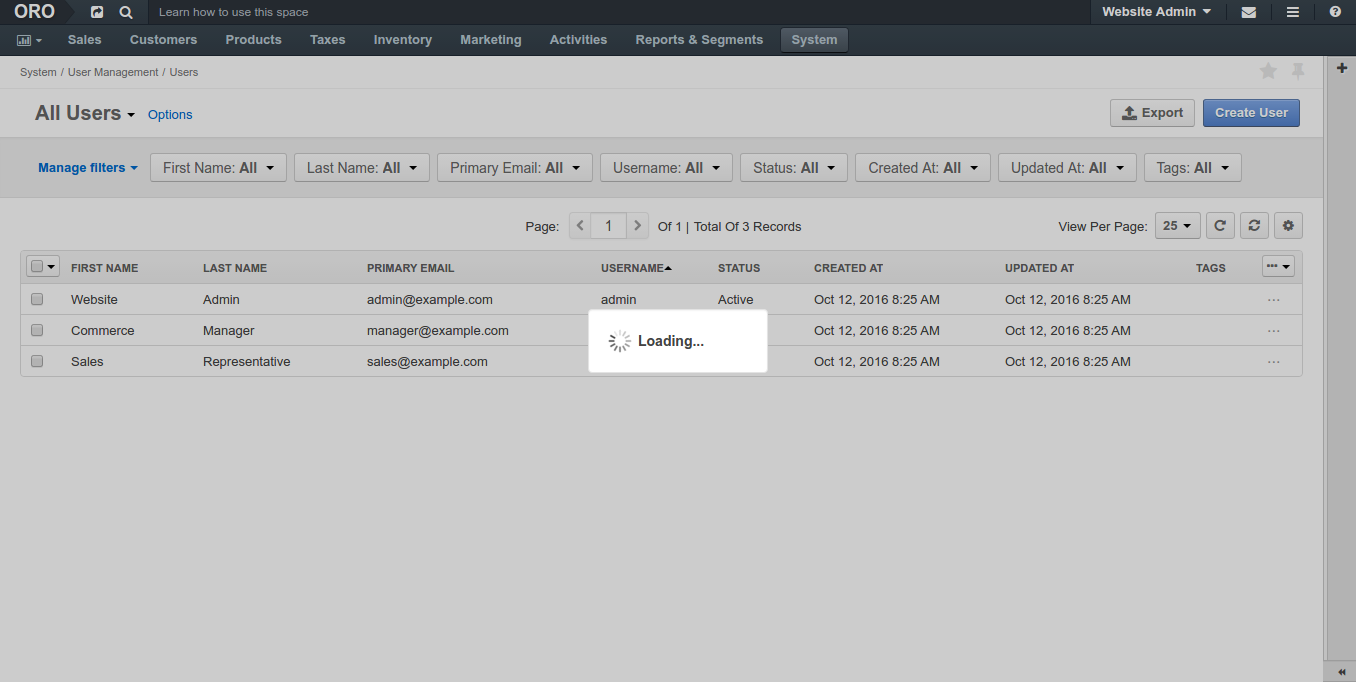 ORO Learn how to use this space Website Admin
Sales Customers Products Taxes Inventory Marketing Activities Reports & Segments System
System / User Management / Users
All Users Options Export Create User
Manage filters First Name: All Last Name: All Primary Email: All Username: All Status: All Created At: All Updated At: All Tags: All
Page: 1 Of 1 | Total Of 3 Records View Per Page: 25
FIRST NAME LAST NAME PRIMARY EMAIL USERNAME STATUS CREATED AT UPDATED AT TAGS
Website Admin admin@example.com admin Active Oct 12, 2016 8:25 AM Oct 12, 2016 8:25 AM
Commerce Manager manager@example.com Oct 12, 2016 8:25 AM Oct 12, 2016 8:25 AM
Loading...
Sales Representative sales@example.com Oct 12, 2016 8:25 AM Oct 12, 2016 8:25 AM